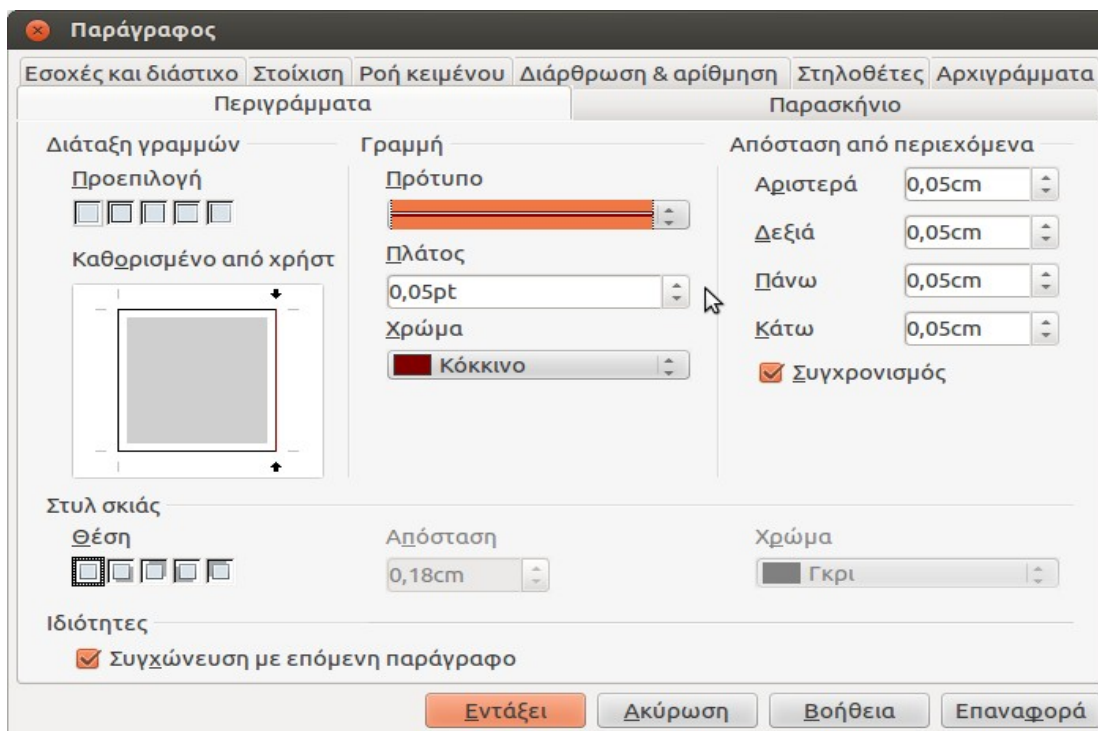 Παράγραφος
Εσοχές και διάστιχο Στοίχιση Ροή κειμένου Διάρθρωση & αρίθμηση Στηλοθέτες Αρχιγράμματα
Περιγράμματα Παρασκήνιο
Διάταξη γραμμών
Προεπιλογή
Καθορισμένο από χρήστ
Γραμμή
Πρότυπο
Πλάτος
0,05pt
Χρώμα
Κόκκινο
Απόσταση από περιεχόμενα
Αριστερά 0,05cm
Δεξιά 0,05cm
Πάνω 0,05cm
Κάτω 0,05cm
Συγχρονισμός
Στυλ σκιάς
Θέση
Απόσταση
0,18cm
Χρώμα
Γκρι
Ιδιότητες
Συγχώνευση με επόμενη παράγραφο
Εντάξει Ακύρωση Βοήθεια Επαναφορά